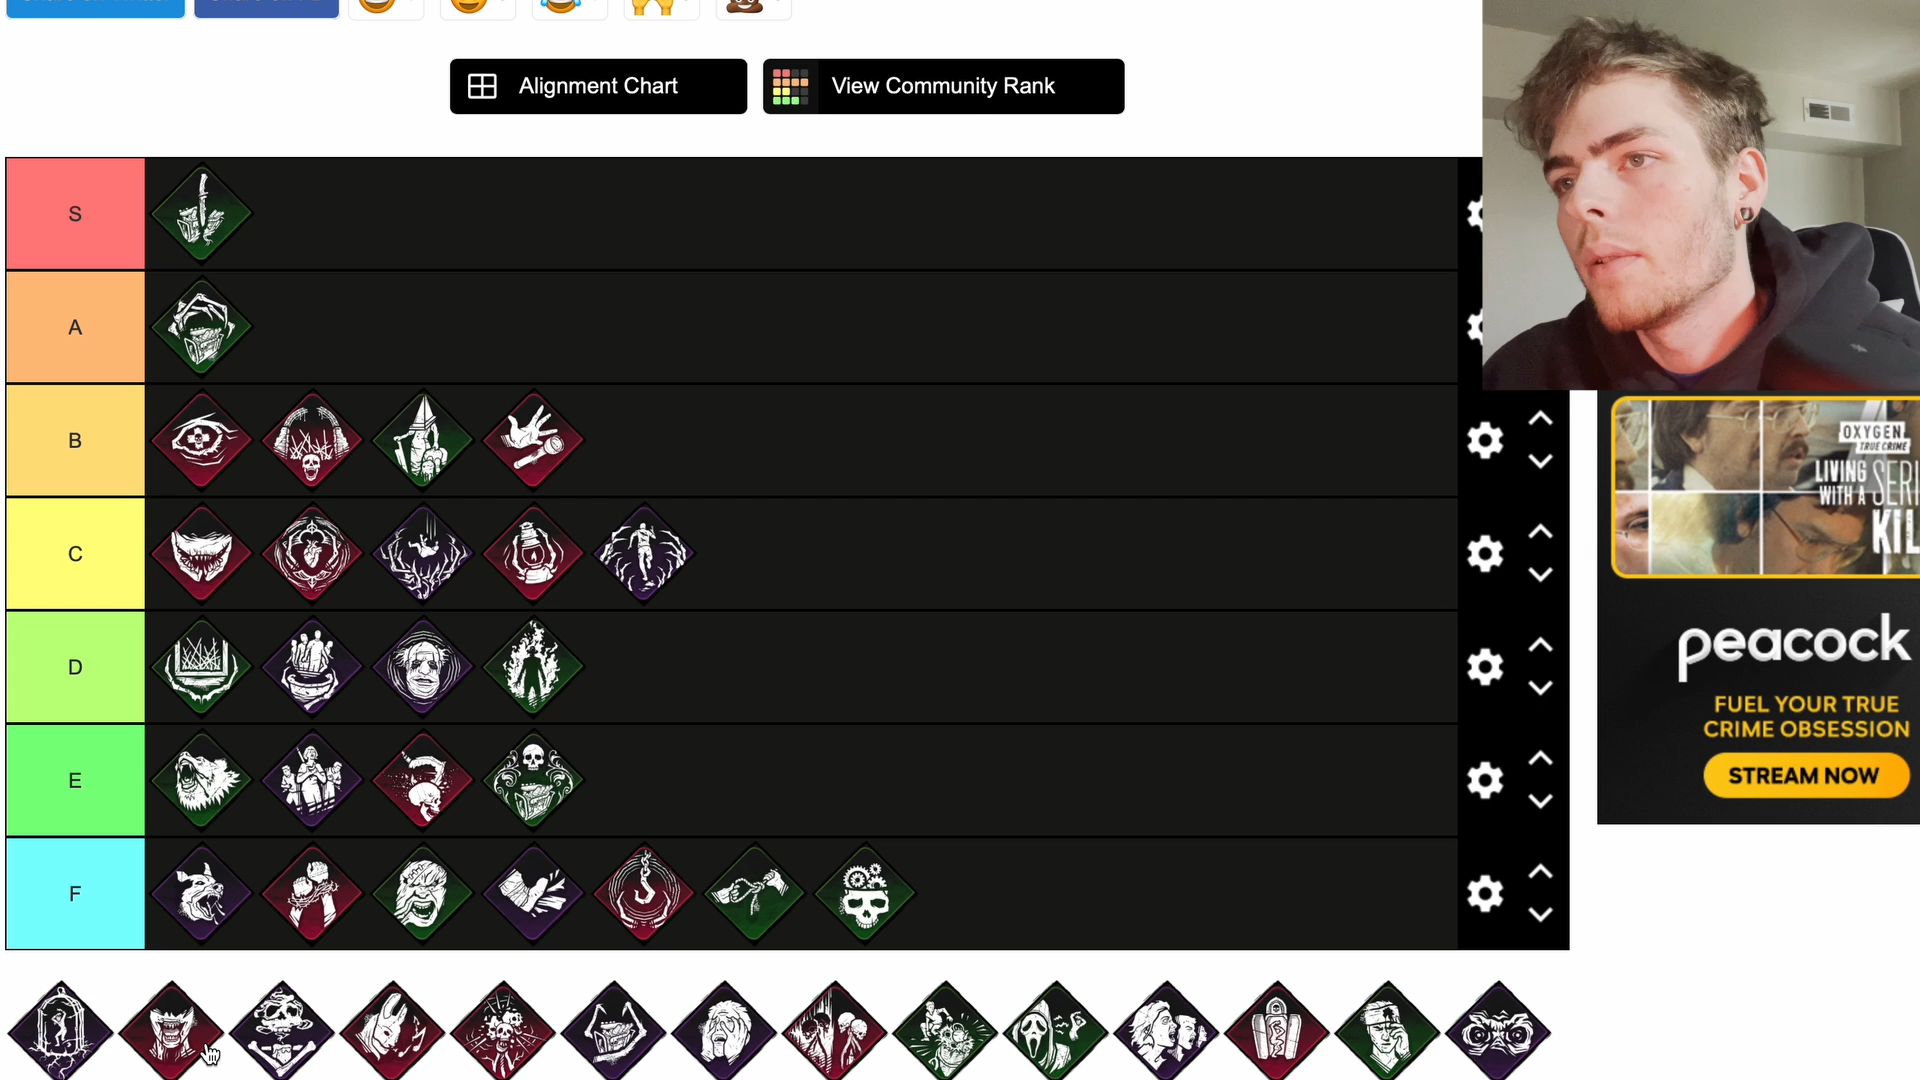 Alignment Chart
View Community Rank
S
A
B
C
D
E
F
OXYGEN
TRUE CRIME
LIVING
WITH A
peacock
FUEL YOUR TRUE
CRIME OBSESSION
STREAM NOW